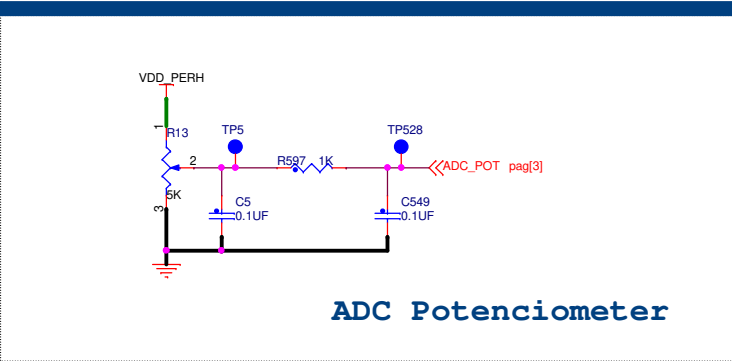 VDD_PERH
1
R13
TP5
TP528
2
R597 1K
ADC_POT pag[3]
5K
3
C5
0.1UF
C549
0.1UF
ADC Potenciometer